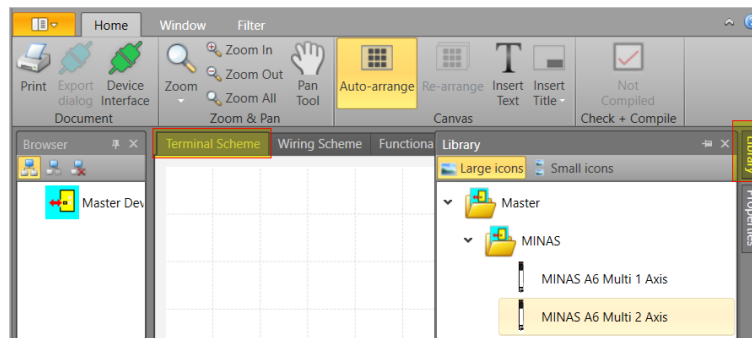 Home Window Filter
Print
Export dialog
Device Interface
Document
Zoom
Zoom In
Zoom Out
Zoom All
Pan Tool
Zoom & Pan
Auto-arrange
Re-arrange
Insert Text
Insert Title
Canvas
Not Compiled
Check + Compile
Browser
Master Dev
Terminal Scheme Wiring Scheme Functiona
Library
Large icons Small icons
Master
MINAS
MINAS A6 Multi 1 Axis
MINAS A6 Multi 2 Axis
Library
Properties